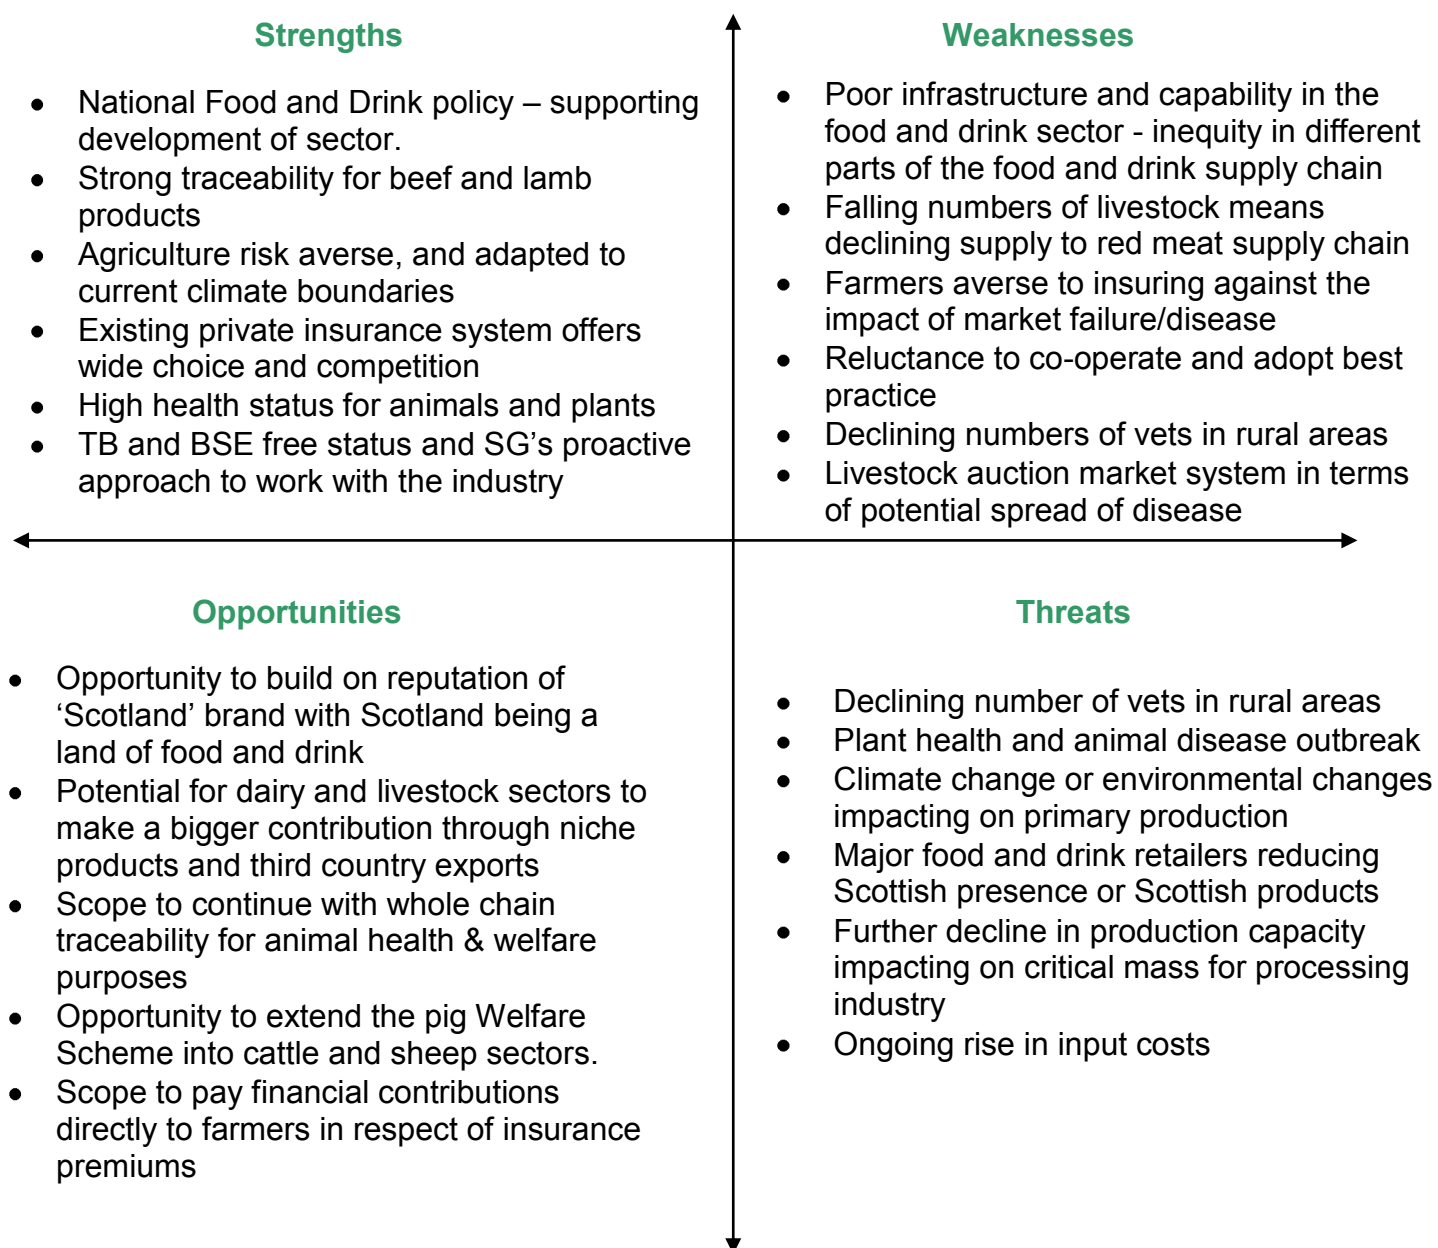 Strengths
• National Food and Drink policy – supporting
development of sector.
• Strong traceability for beef and lamb
products
• Agriculture risk averse, and adapted to
current climate boundaries
• Existing private insurance system offers
wide choice and competition
• High health status for animals and plants
• TB and BSE free status and SG’s proactive
approach to work with the industry
Weaknesses
• Poor infrastructure and capability in the
food and drink sector - inequity in different
parts of the food and drink supply chain
• Falling numbers of livestock means
declining supply to red meat supply chain
• Farmers averse to insuring against the
impact of market failure/disease
• Reluctance to co-operate and adopt best
practice
• Declining numbers of vets in rural areas
• Livestock auction market system in terms
of potential spread of disease
Opportunities
• Opportunity to build on reputation of
‘Scotland’ brand with Scotland being a
land of food and drink
• Potential for dairy and livestock sectors to
make a bigger contribution through niche
products and third country exports
• Scope to continue with whole chain
traceability for animal health & welfare
purposes
• Opportunity to extend the pig Welfare
Scheme into cattle and sheep sectors.
• Scope to pay financial contributions
directly to farmers in respect of insurance
premiums
Threats
• Declining number of vets in rural areas
• Plant health and animal disease outbreak
• Climate change or environmental changes
impacting on primary production
• Major food and drink retailers reducing
Scottish presence or Scottish products
• Further decline in production capacity
impacting on critical mass for processing
industry
• Ongoing rise in input costs